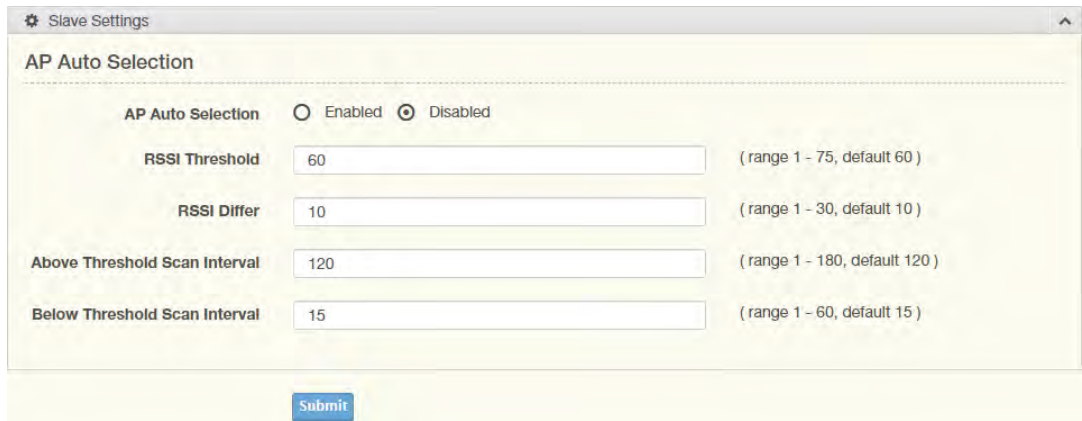 Slave Settings
AP Auto Selection
AP Auto Selection Enabled Disabled
RSSI Threshold 60 ( range 1 - 75, default 60 )
RSSI Differ 10 ( range 1 - 30, default 10 )
Above Threshold Scan Interval 120 ( range 1 - 180, default 120 )
Below Threshold Scan Interval 15 ( range 1 - 60, default 15 )
Submit